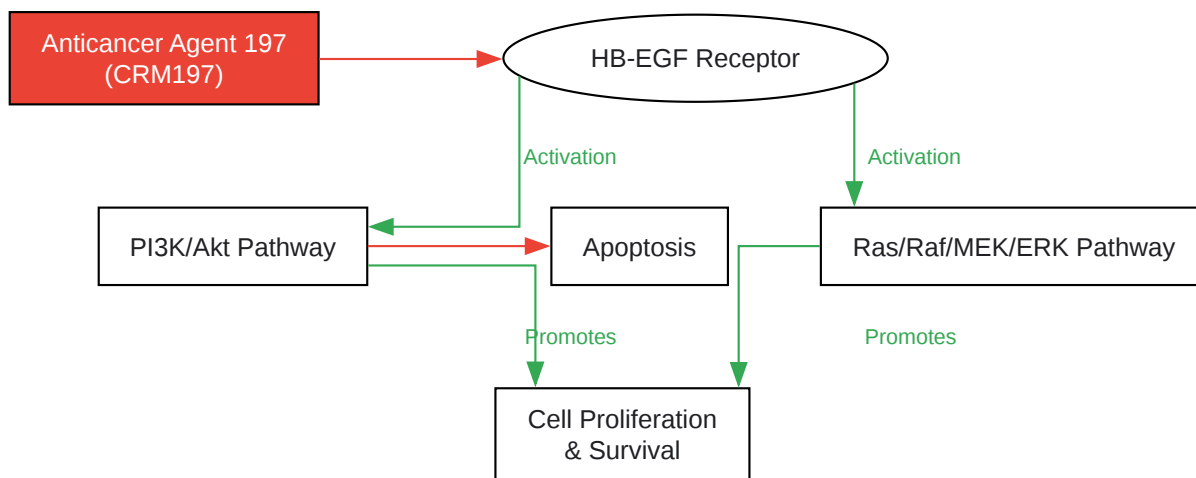 Anticancer Agent 197
(CRM197)
HB-EGF Receptor
Activation
Activation
PI3K/Akt Pathway
Apoptosis
Ras/Raf/MEK/ERK Pathway
Promotes
Promotes
Cell Proliferation
& Survival